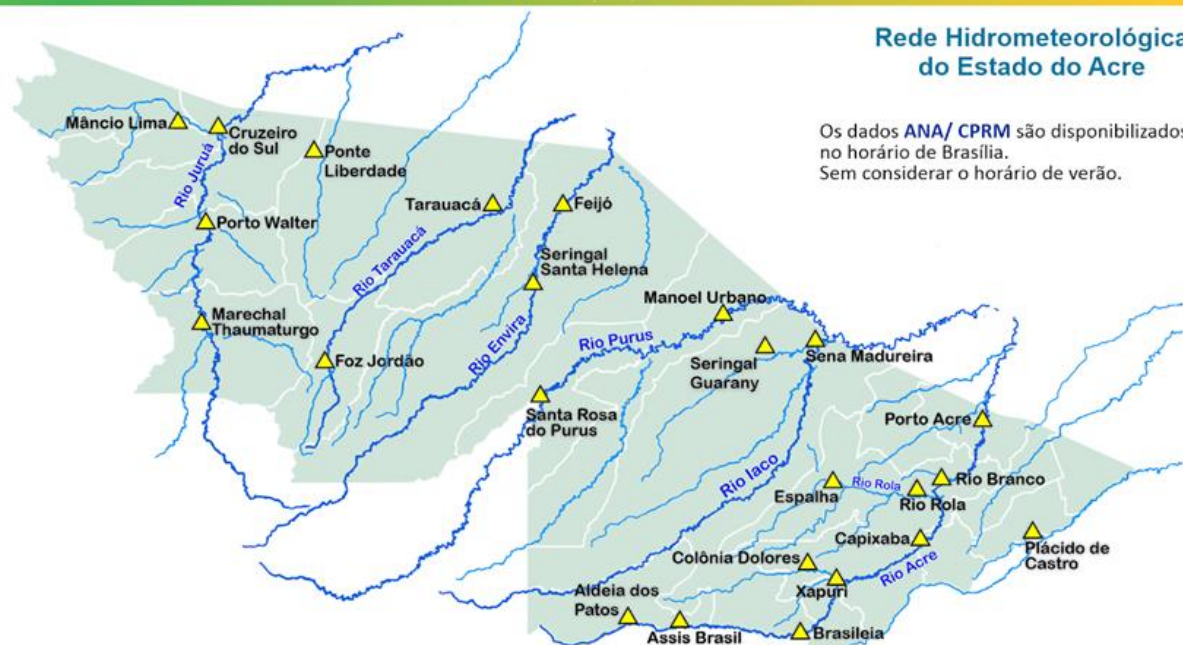 Rede Hidrometeorológica
do Estado do Acre
Os dados ANA/ CPRM são disponibilizados
no horário de Brasília.
Sem considerar o horário de verão.
Mâncio Lima
Cruzeiro
do Sul
Ponte
Liberdade
Rio Juruá
Porto Walter
Tarauacá
Feijó
Rio Tarauacá
Seringal
Santa Helena
Marechal
Thaumaturgo
Foz Jordão
Rio Envira
Manoel Urbano
Rio Purus
Seringal
Guarany
Sena Madureira
Santa Rosa
do Purus
Porto Acre
Rio Iaco
Espalha
Rio Rola
Rio Rola
Rio Branco
Capixaba
Plácido de
Castro
Colônia Dolores
Xapuri
Rio Acre
Aldeia dos
Patos
Assis Brasil
Brasileia